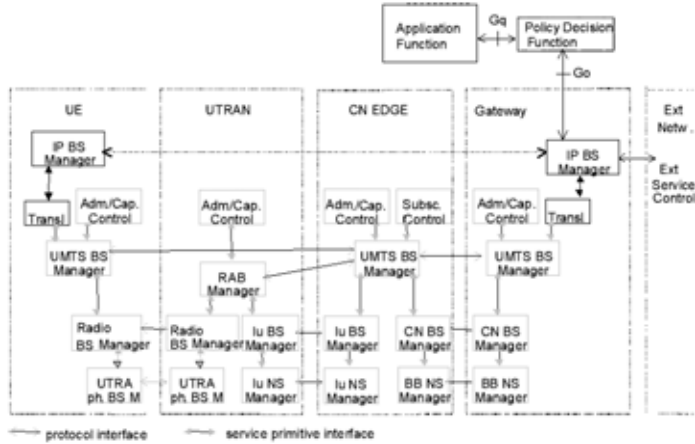 Application
Function
Gq
Policy Decision
Function
Go
UE
UTRAN
CN EDGE
Gateway
Ext
Netw.
IP BS
Manager
IP BS
Manager
Ext
Service
Control
Transl
Adm./Cap.
Control
Adm/Cap.
Control
Adm/Cap.
Control
Subsc.
Control
Adm/Cap.
Control
Transl
UMTS BS
Manager
RAB
Manager
UMTS BS
Manager
UMTS BS
Manager
Radio
BS Manager
Radio
BS Manager
Iu BS
Manager
Iu BS
Manager
CN BS
Manager
CN BS
Manager
UTRA
ph. BS M
UTRA
ph. BS M
Iu NS
Manager
Iu NS
Manager
BB NS
Manager
BB NS
Manager
protocol interface
service primitive interface